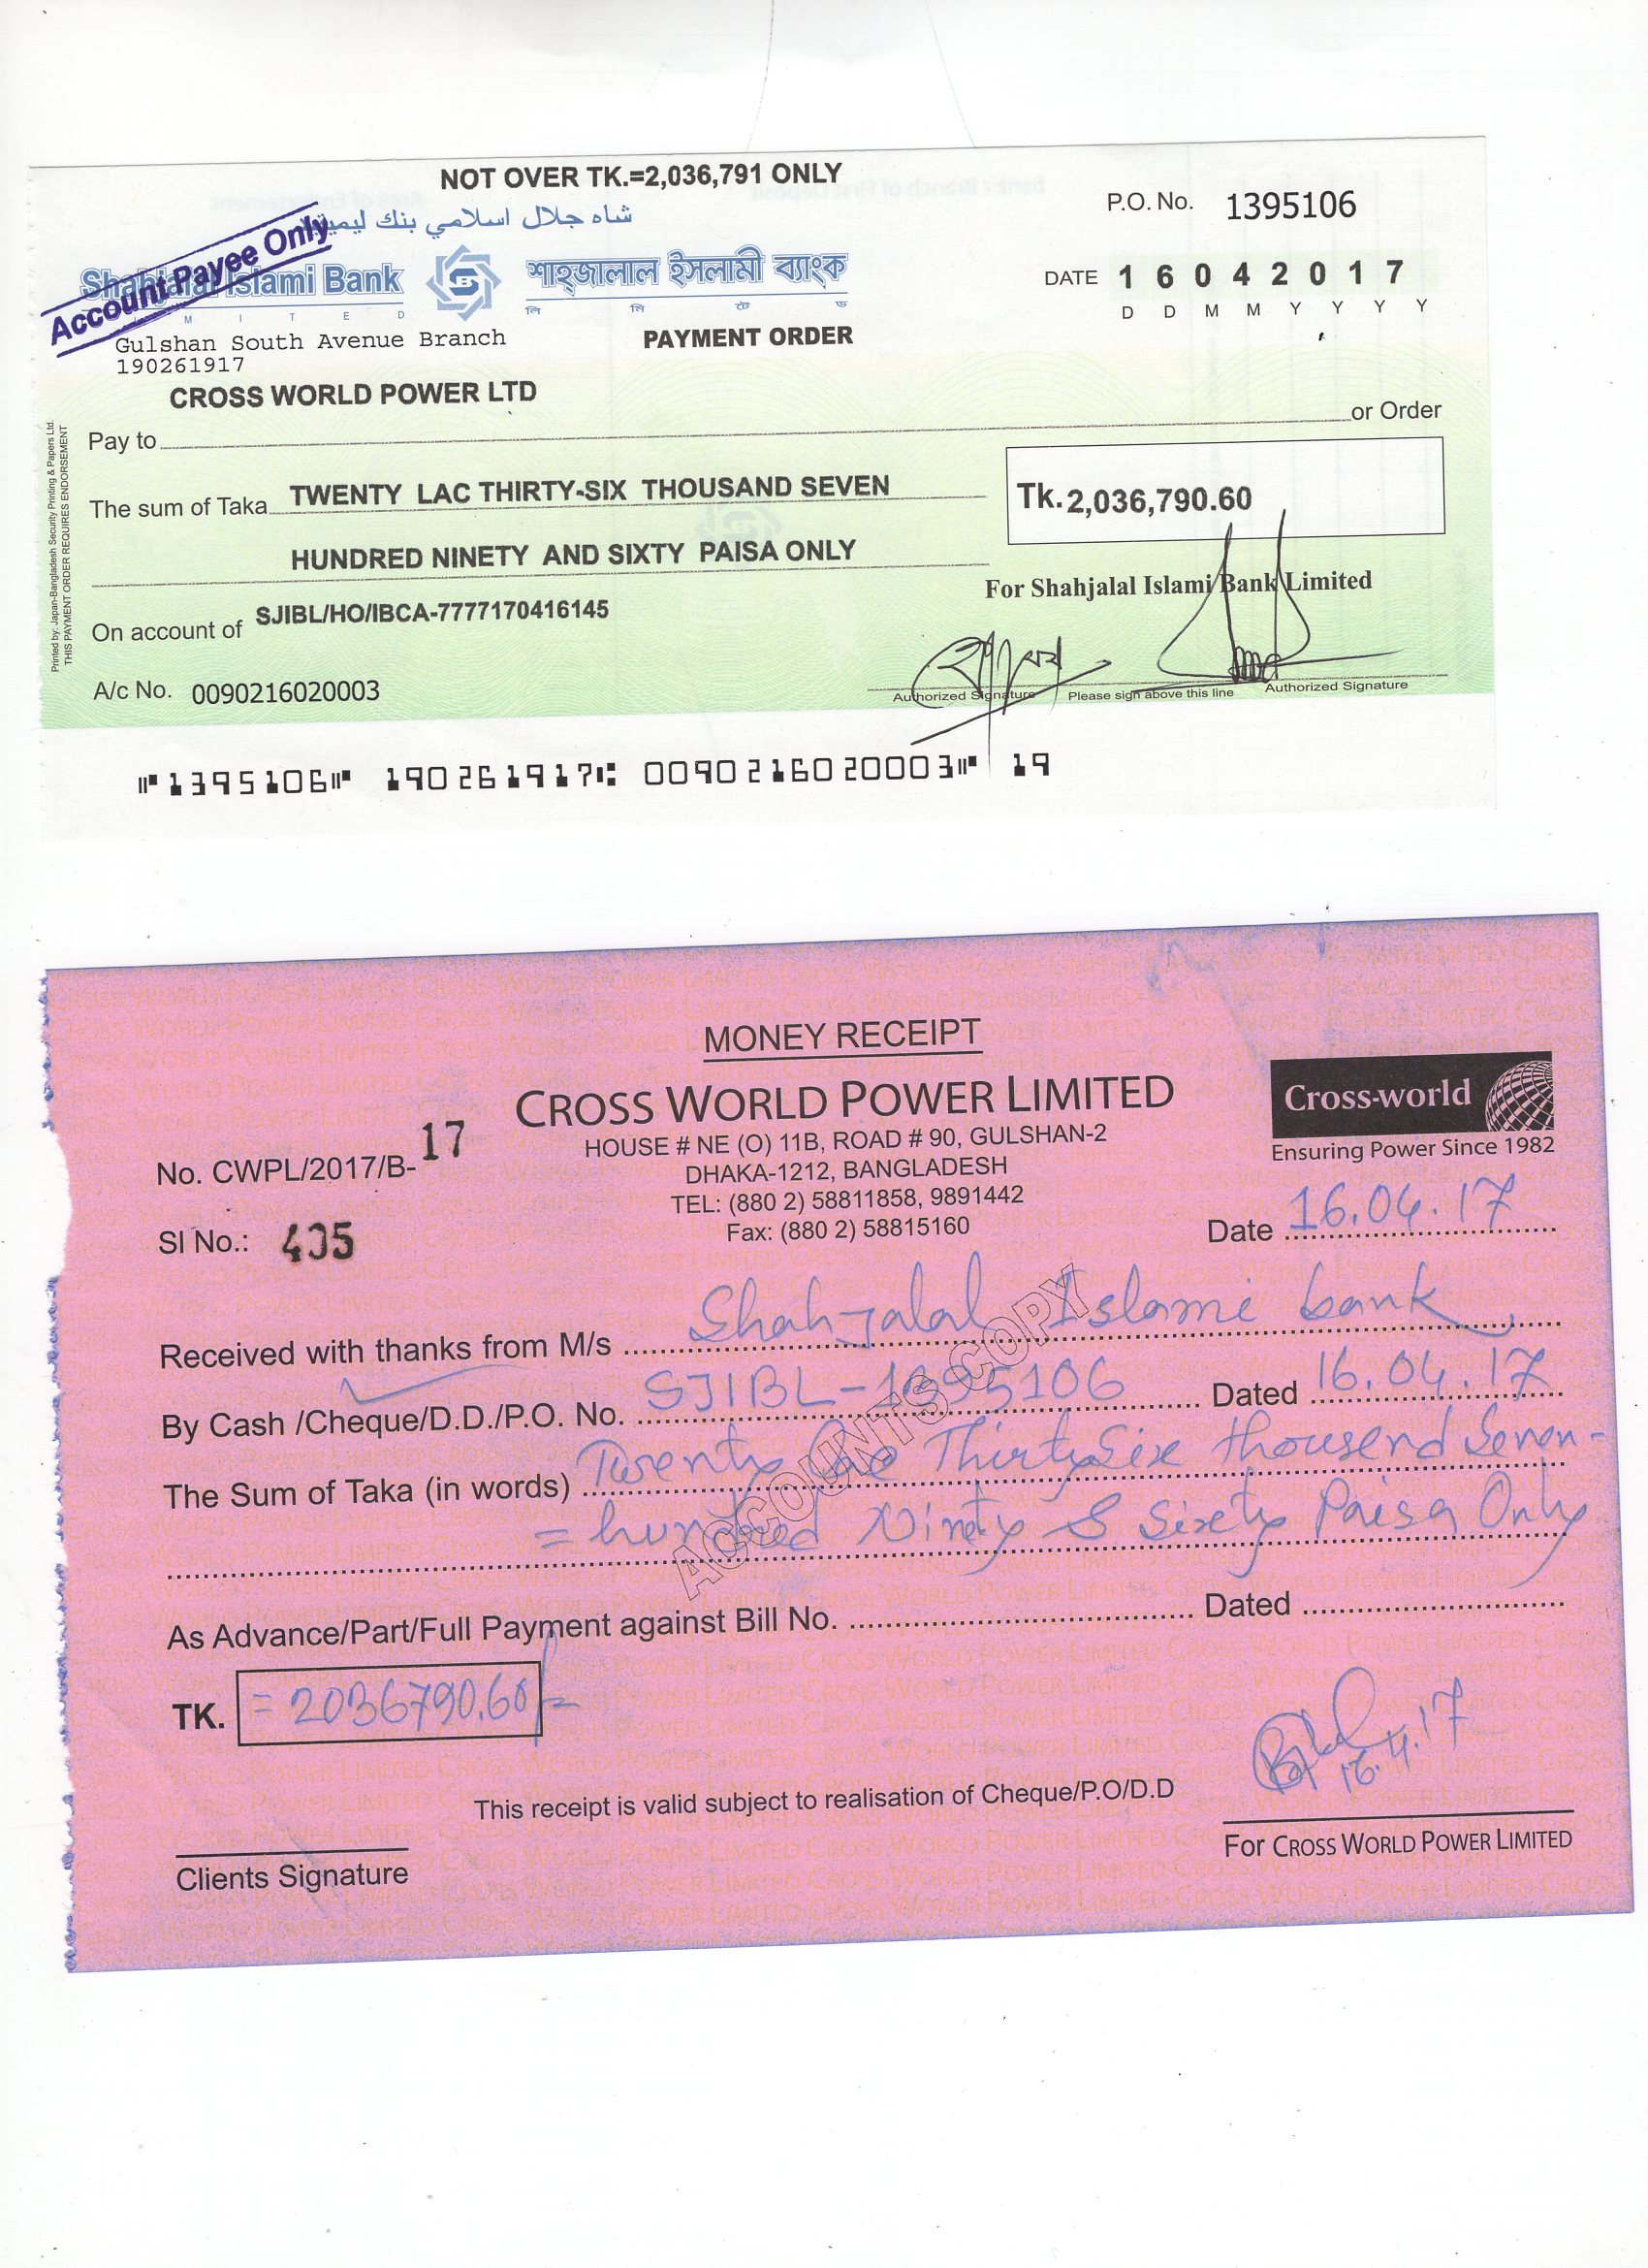 NOT OVER TK.=2,036,791 ONLY
شاه جلال اسلامي بنك ليميتد
P.O. No. 1395106
Account Payee Only
Shahjalal Islami Bank
শাহ্জালাল ইসলামী ব্যাংক
L I M I T E D
লি মি টে ড
DATE 1 6 0 4 2 0 1 7
D D M M Y Y Y Y
Gulshan South Avenue Branch
190261917
PAYMENT ORDER
CROSS WORLD POWER LTD
Pay to or Order
The sum of Taka TWENTY LAC THIRTY-SIX THOUSAND SEVEN
HUNDRED NINETY AND SIXTY PAISA ONLY
Tk. 2,036,790.60
For Shahjalal Islami Bank Limited
On account of SJIBL/HO/IBCA-7777170416145
A/c No. 0090216020003
Authorized Signature Please sign above this line Authorized Signature
Printed by: Japan-Bangladesh Security Printing & Papers Ltd.
THIS PAYMENT ORDER REQUIRES ENDORSEMENT
⑈1395106⑈ 190261917⑆ 0090216020003⑈ 19
MONEY RECEIPT
CROSS WORLD POWER LIMITED
HOUSE # NE (O) 11B, ROAD # 90, GULSHAN-2
DHAKA-1212, BANGLADESH
TEL: (880 2) 58811858, 9891442
Fax: (880 2) 58815160
Cross-world
Ensuring Power Since 1982
No. CWPL/2017/B-17
Sl No.: 435
Date 16.04.17
Received with thanks from M/s Shahjalal Islami bank
By Cash /Cheque/D.D./P.O. No. SJIBL-1395106 Dated 16.04.17
The Sum of Taka (in words) Twenty Thirty Six thousend Seven-
= hundred Ninety & Sixety Paisa Only
ACCOUNTS COPY
As Advance/Part/Full Payment against Bill No. Dated
TK. = 2036790.60/=
16.4.17
This receipt is valid subject to realisation of Cheque/P.O/D.D
Clients Signature
For CROSS WORLD POWER LIMITED